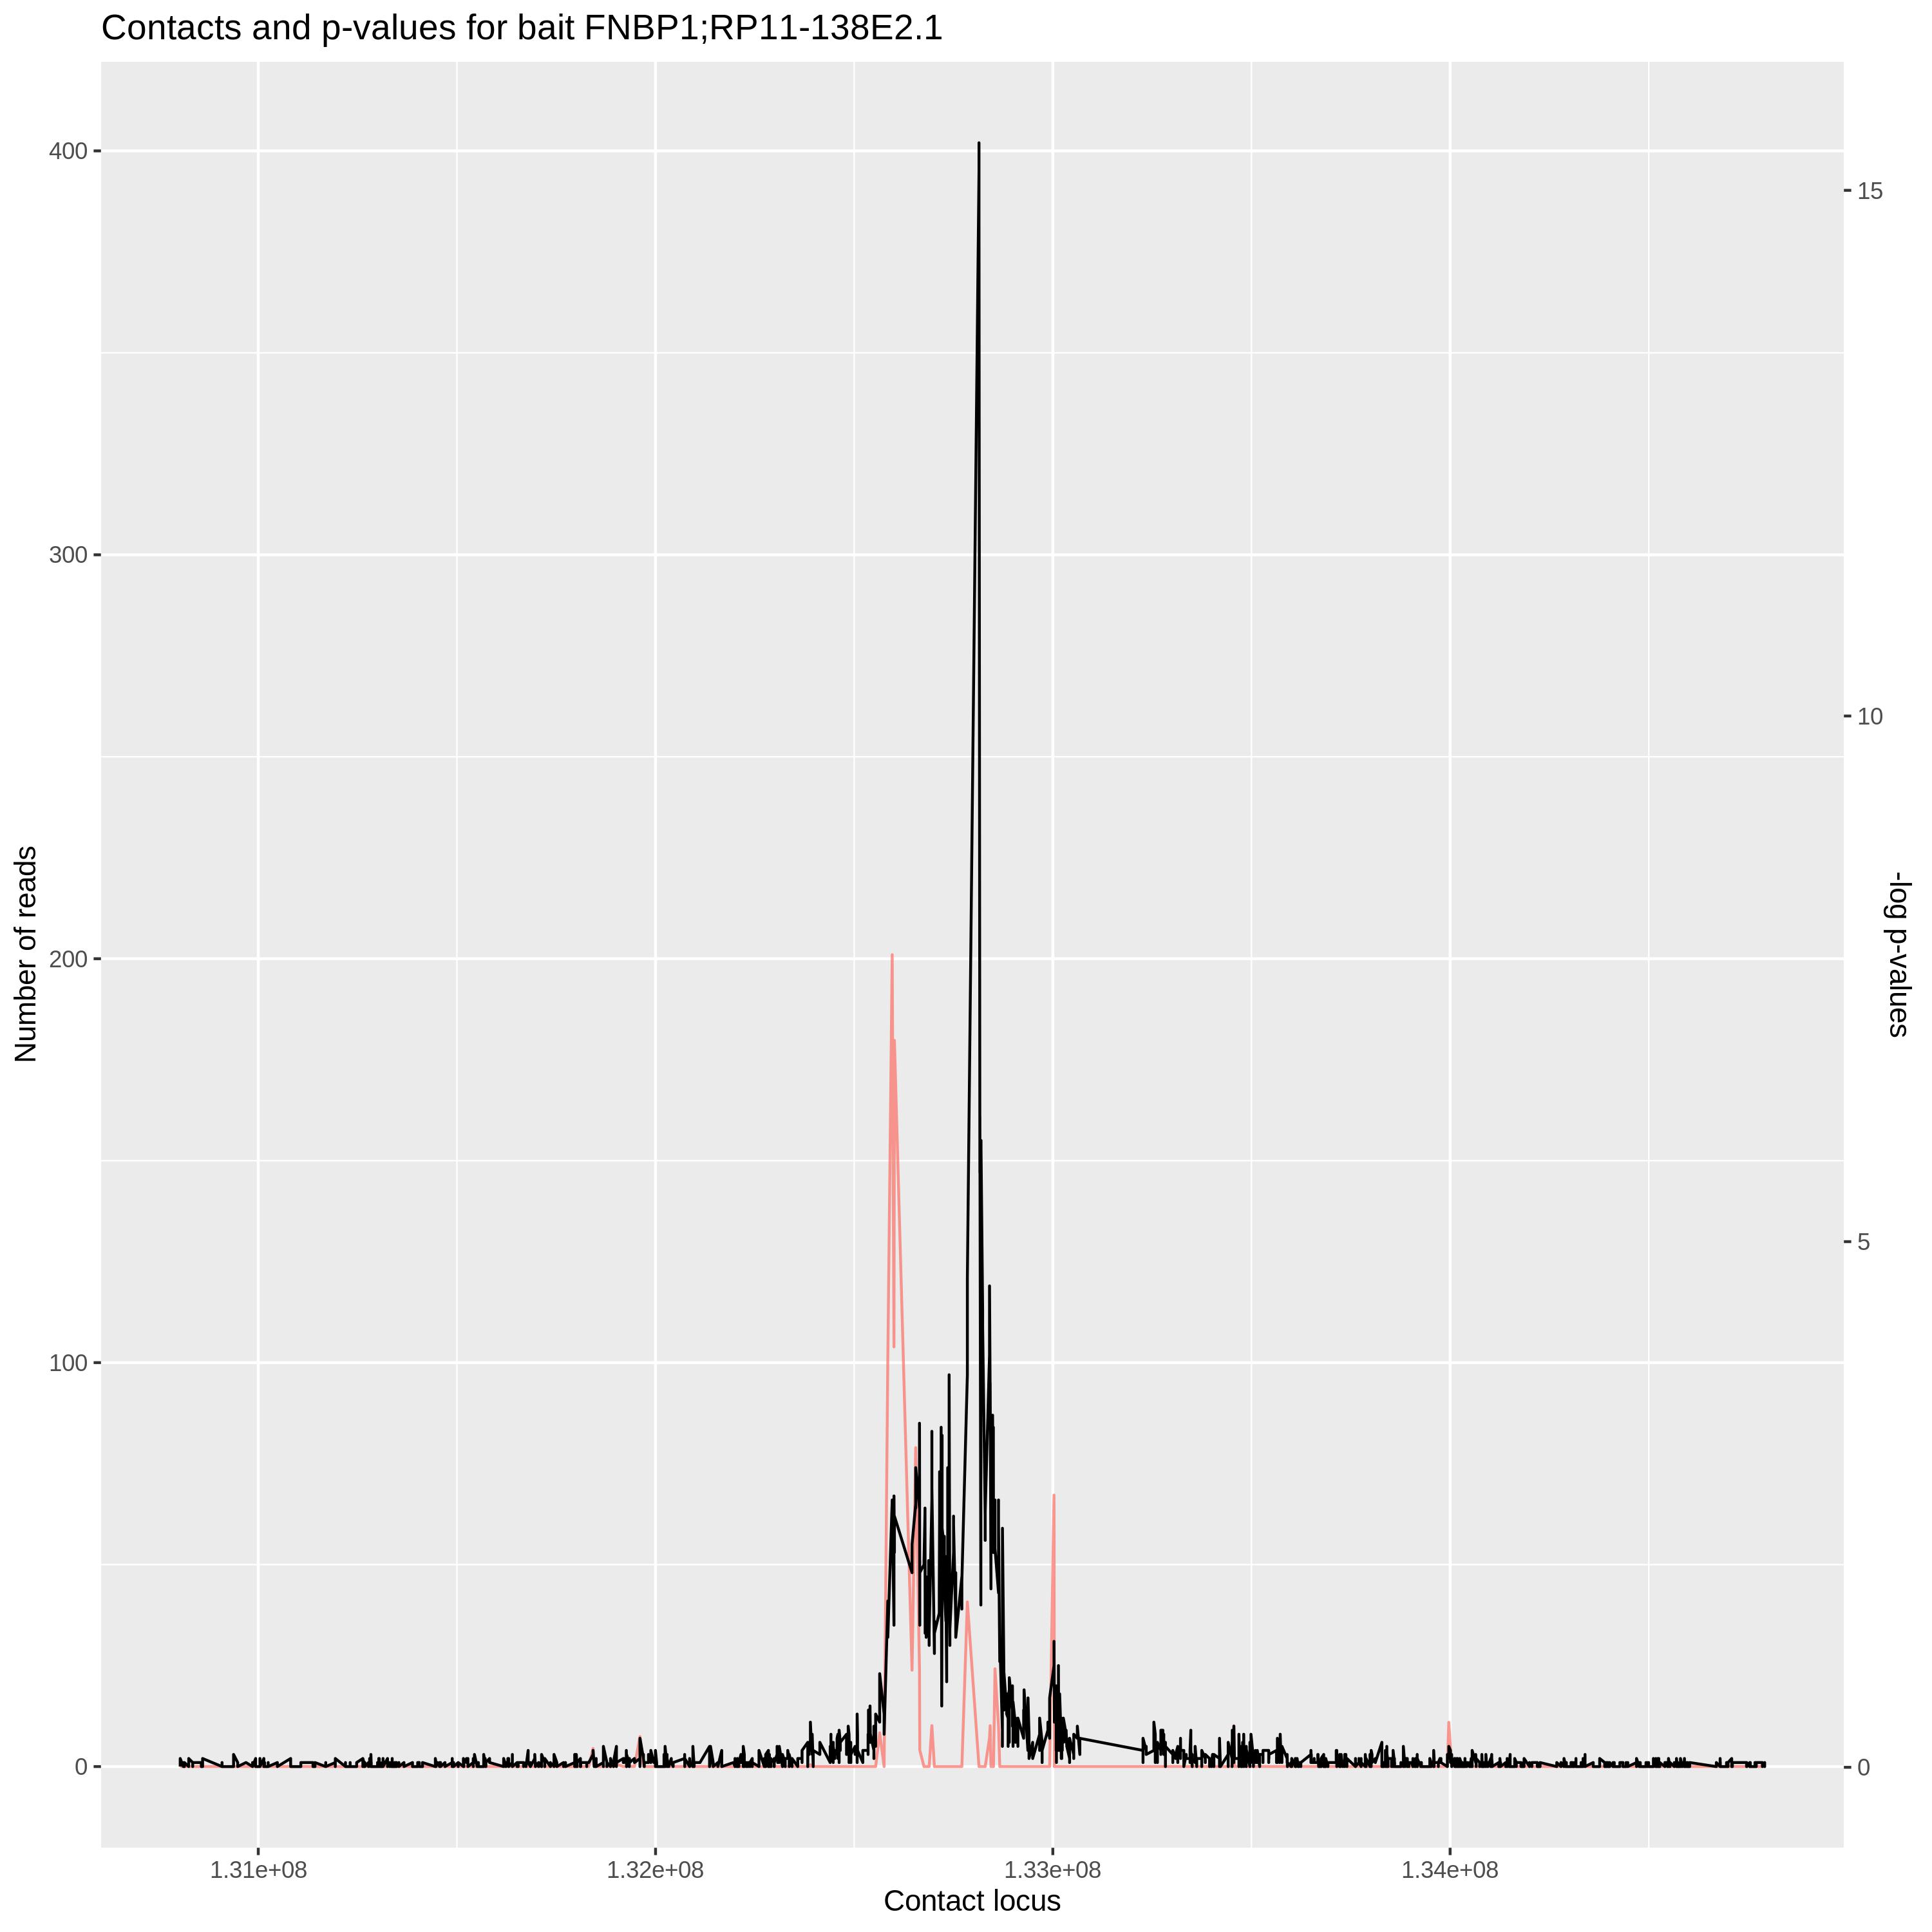 Contacts and p-values for bait FNBP1;RP11-138E2.1
400
300
200
100
0
15
10
5
0
Number of reads
-log p-values
1.31e+08
1.32e+08
1.33e+08
1.34e+08
Contact locus